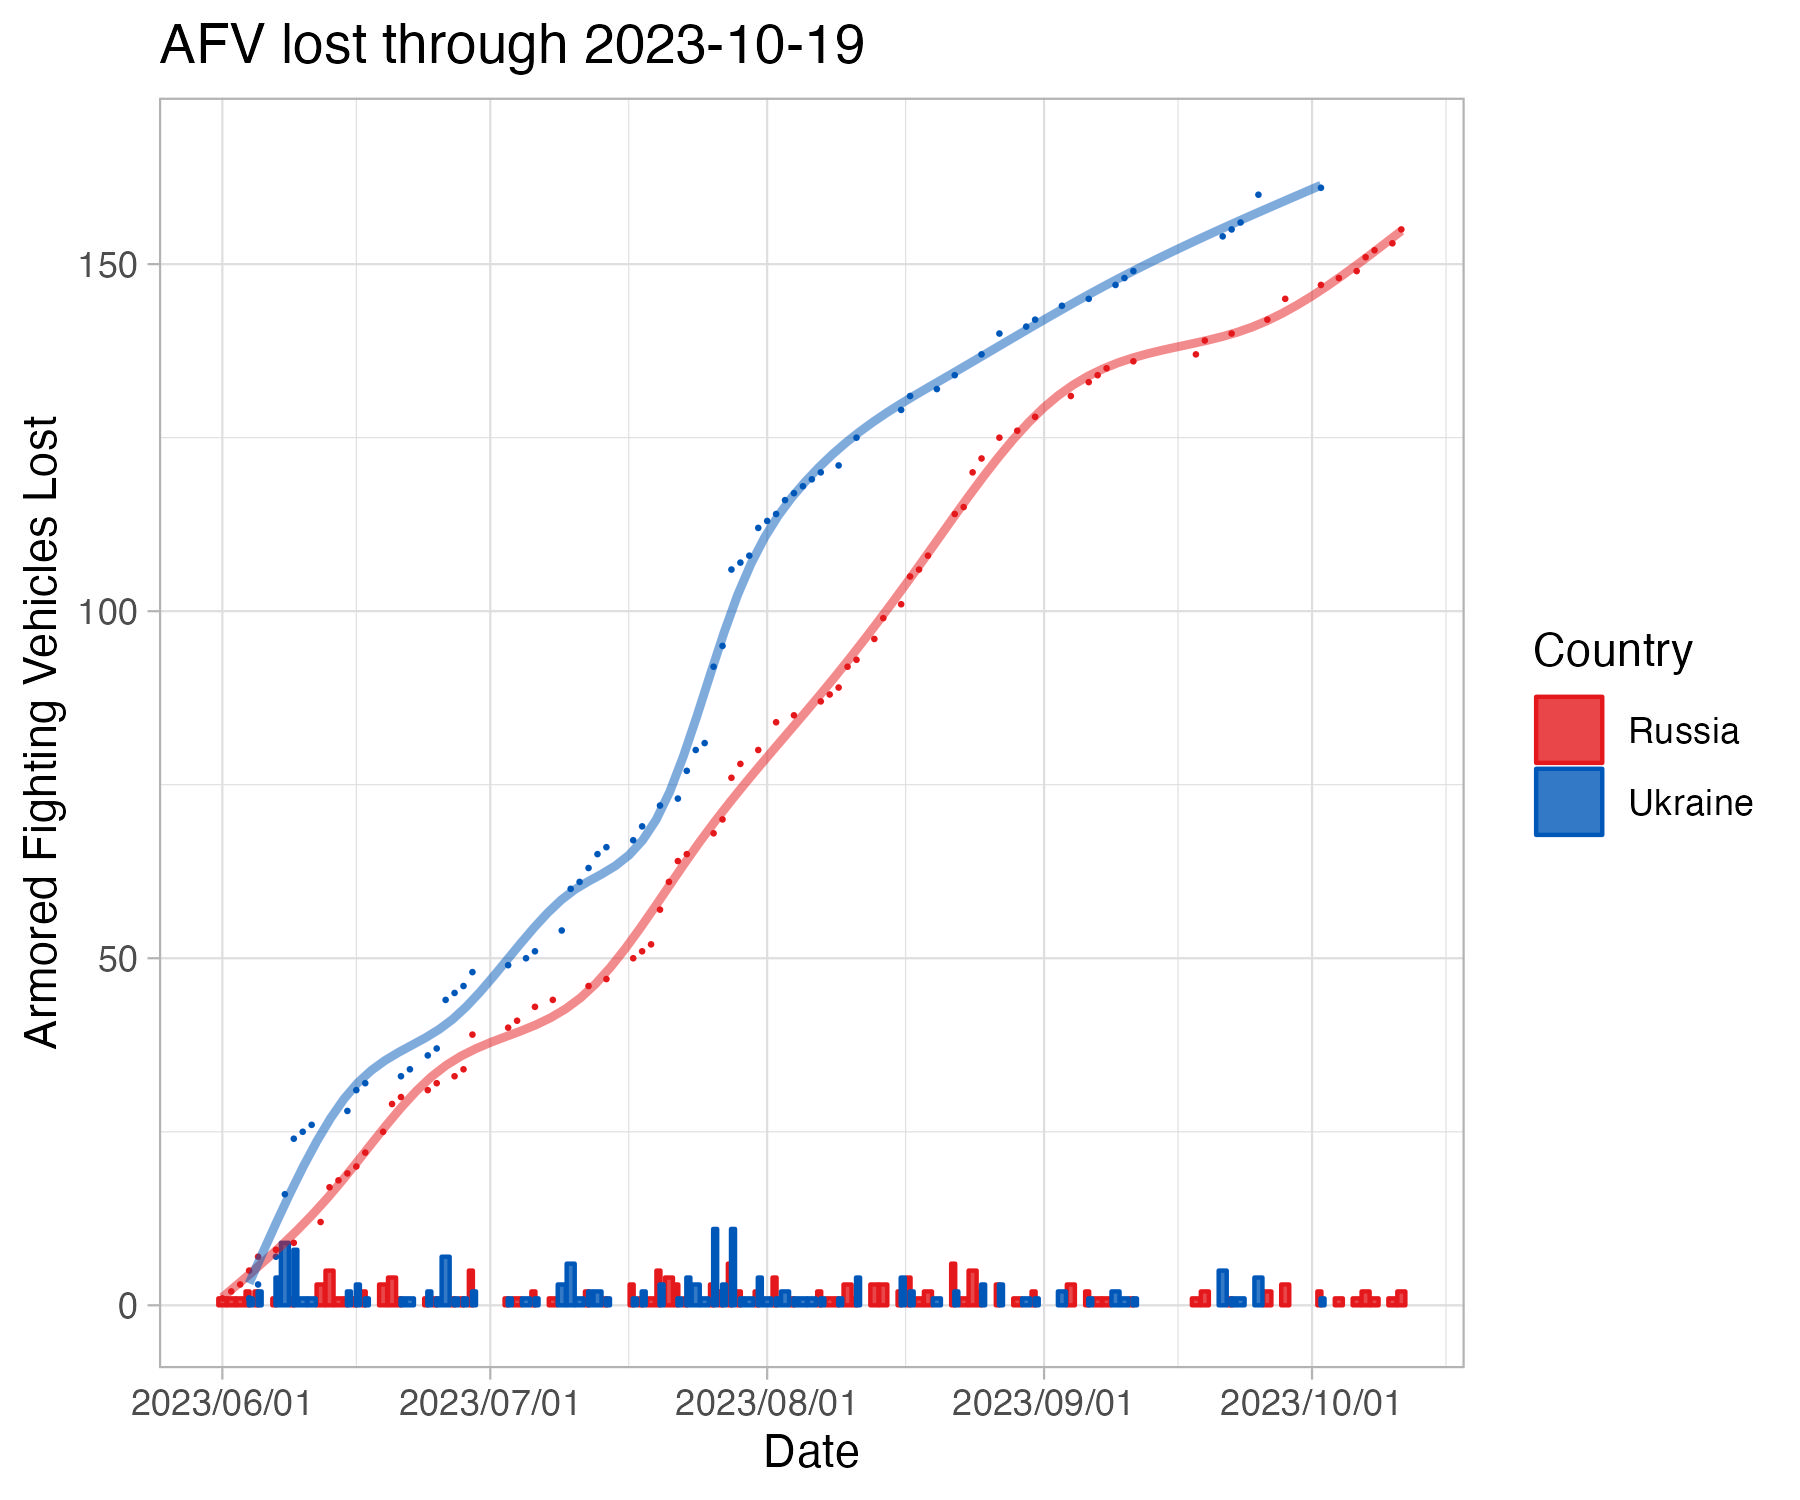 AFV lost through 2023-10-19
Armored Fighting Vehicles Lost
150
100
50
0
2023/06/01
2023/07/01
2023/08/01
2023/09/01
2023/10/01
Date
Country
Russia
Ukraine